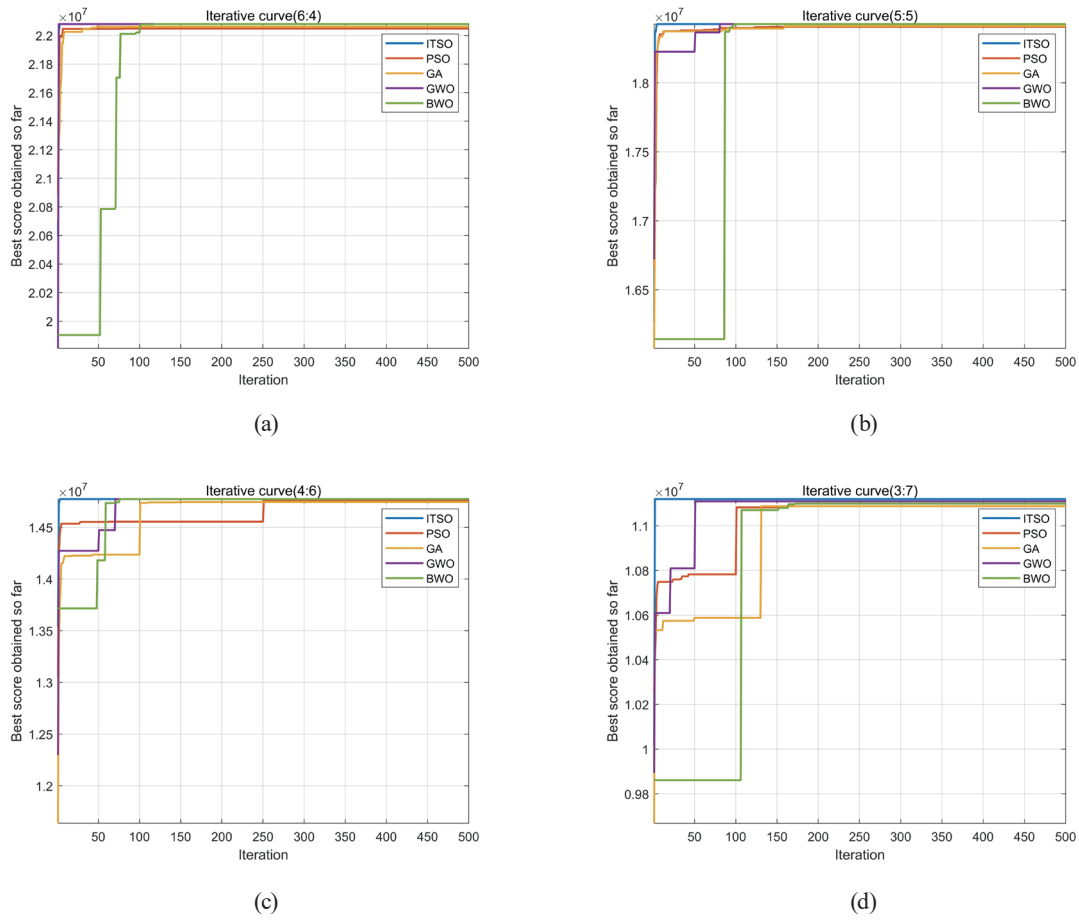 Iterative curve(6:4)
×10⁷
2.2
2.18
2.16
2.14
2.12
2.1
2.08
2.06
2.04
2.02
2
Best score obtained so far
ITSO
PSO
GA
GWO
BWO
50 100 150 200 250 300 350 400 450 500
Iteration
(a)
Iterative curve(5:5)
×10⁷
1.8
1.75
1.7
1.65
Best score obtained so far
ITSO
PSO
GA
GWO
BWO
50 100 150 200 250 300 350 400 450 500
Iteration
(b)
Iterative curve(4:6)
×10⁷
1.45
1.4
1.35
1.3
1.25
1.2
Best score obtained so far
ITSO
PSO
GA
GWO
BWO
50 100 150 200 250 300 350 400 450 500
Iteration
(c)
Iterative curve(3:7)
×10⁷
1.1
1.08
1.06
1.04
1.02
1
0.98
Best score obtained so far
ITSO
PSO
GA
GWO
BWO
50 100 150 200 250 300 350 400 450 500
Iteration
(d)